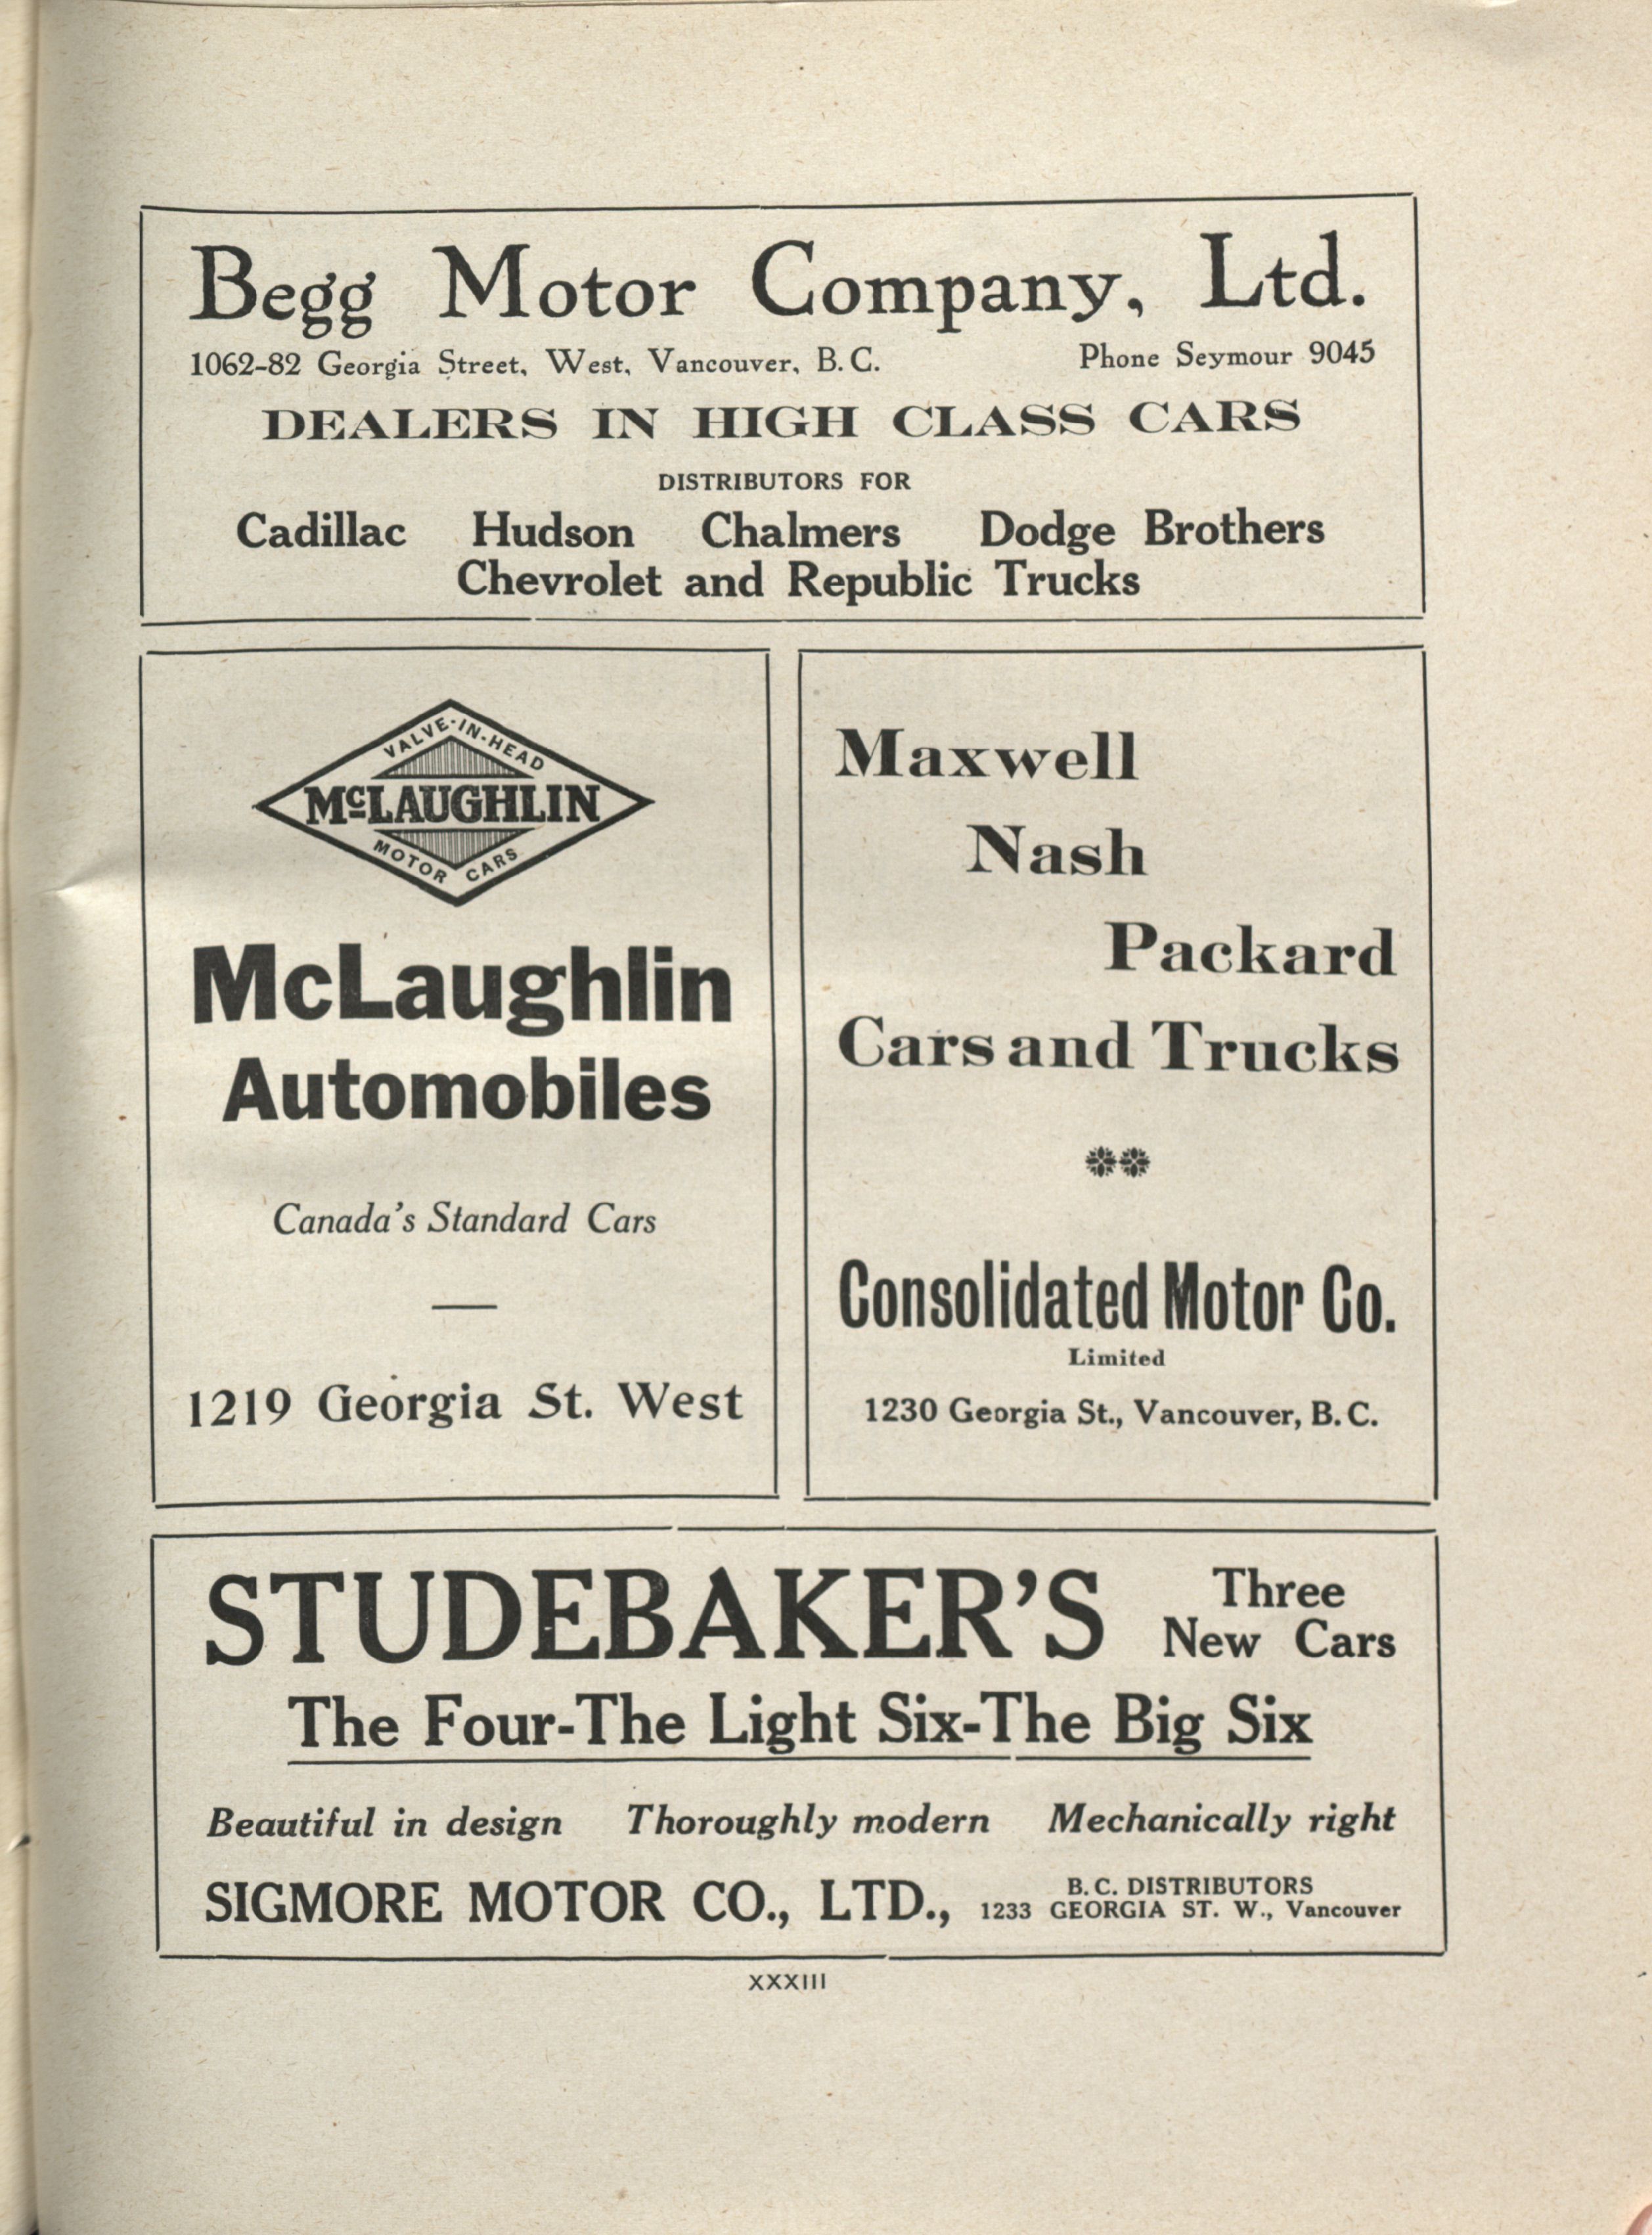 Begg Motor Company, Ltd.
1062-82 Georgia Street, West, Vancouver, B. C. Phone Seymour 9045
DEALERS IN HIGH CLASS CARS
DISTRIBUTORS FOR
Cadillac Hudson Chalmers Dodge Brothers
Chevrolet and Republic Trucks
VALVE-IN-HEAD
McLAUGHLIN
MOTOR CARS
McLaughlin
Automobiles
Canada's Standard Cars
1219 Georgia St. West
Maxwell
Nash
Packard
Cars and Trucks
Consolidated Motor Co.
Limited
1230 Georgia St., Vancouver, B. C.
STUDEBAKER'S Three
New Cars
The Four-The Light Six-The Big Six
Beautiful in design Thoroughly modern Mechanically right
SIGMORE MOTOR CO., LTD., B. C. DISTRIBUTORS
1233 GEORGIA ST. W., Vancouver
XXXIII